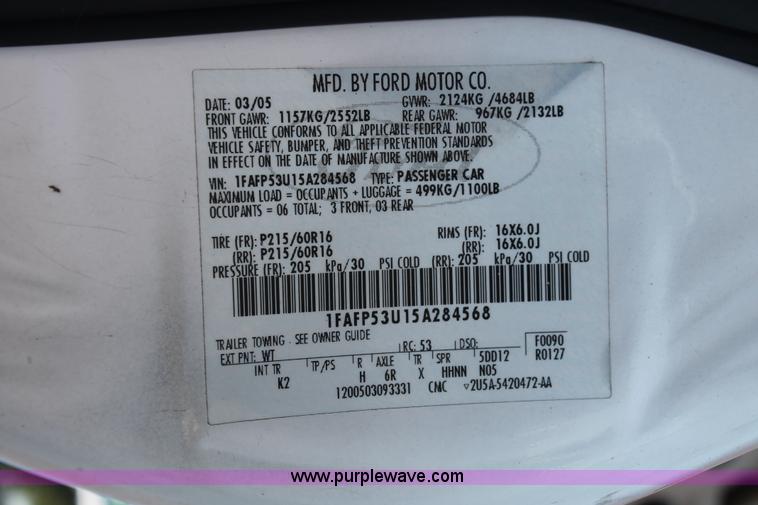 MFD. BY FORD MOTOR CO.
DATE: 03/05 GVWR: 2124KG /4684LB
FRONT GAWR: 1157KG/2552LB REAR GAWR: 967KG /2132LB
THIS VEHICLE CONFORMS TO ALL APPLICABLE FEDERAL MOTOR
VEHICLE SAFETY, BUMPER, AND THEFT PREVENTION STANDARDS
IN EFFECT ON THE DATE OF MANUFACTURE SHOWN ABOVE.
VIN: 1FAFP53U15A284568 TYPE: PASSENGER CAR
MAXIMUM LOAD = OCCUPANTS + LUGGAGE = 499KG/1100LB
OCCUPANTS = 06 TOTAL; 3 FRONT, 03 REAR
TIRE (FR): P215/60R16 RIMS (FR): 16X6.0J
(RR): P215/60R16 (RR): 16X6.0J
PRESSURE (FR): 205 kPa/30 PSI COLD (RR): 205 kPa/30 PSI COLD
1FAFP53U15A284568
TRAILER TOWING - SEE OWNER GUIDE
EXT PNT: WT RC: 53 DSO: F0090
INT TR TP/PS R AXLE TR SPR 5DD12 R0127
K2 H 6R X HHNN N05
1200503093331 CMC ▽2U5A-5420472-AA
www.purplewave.com